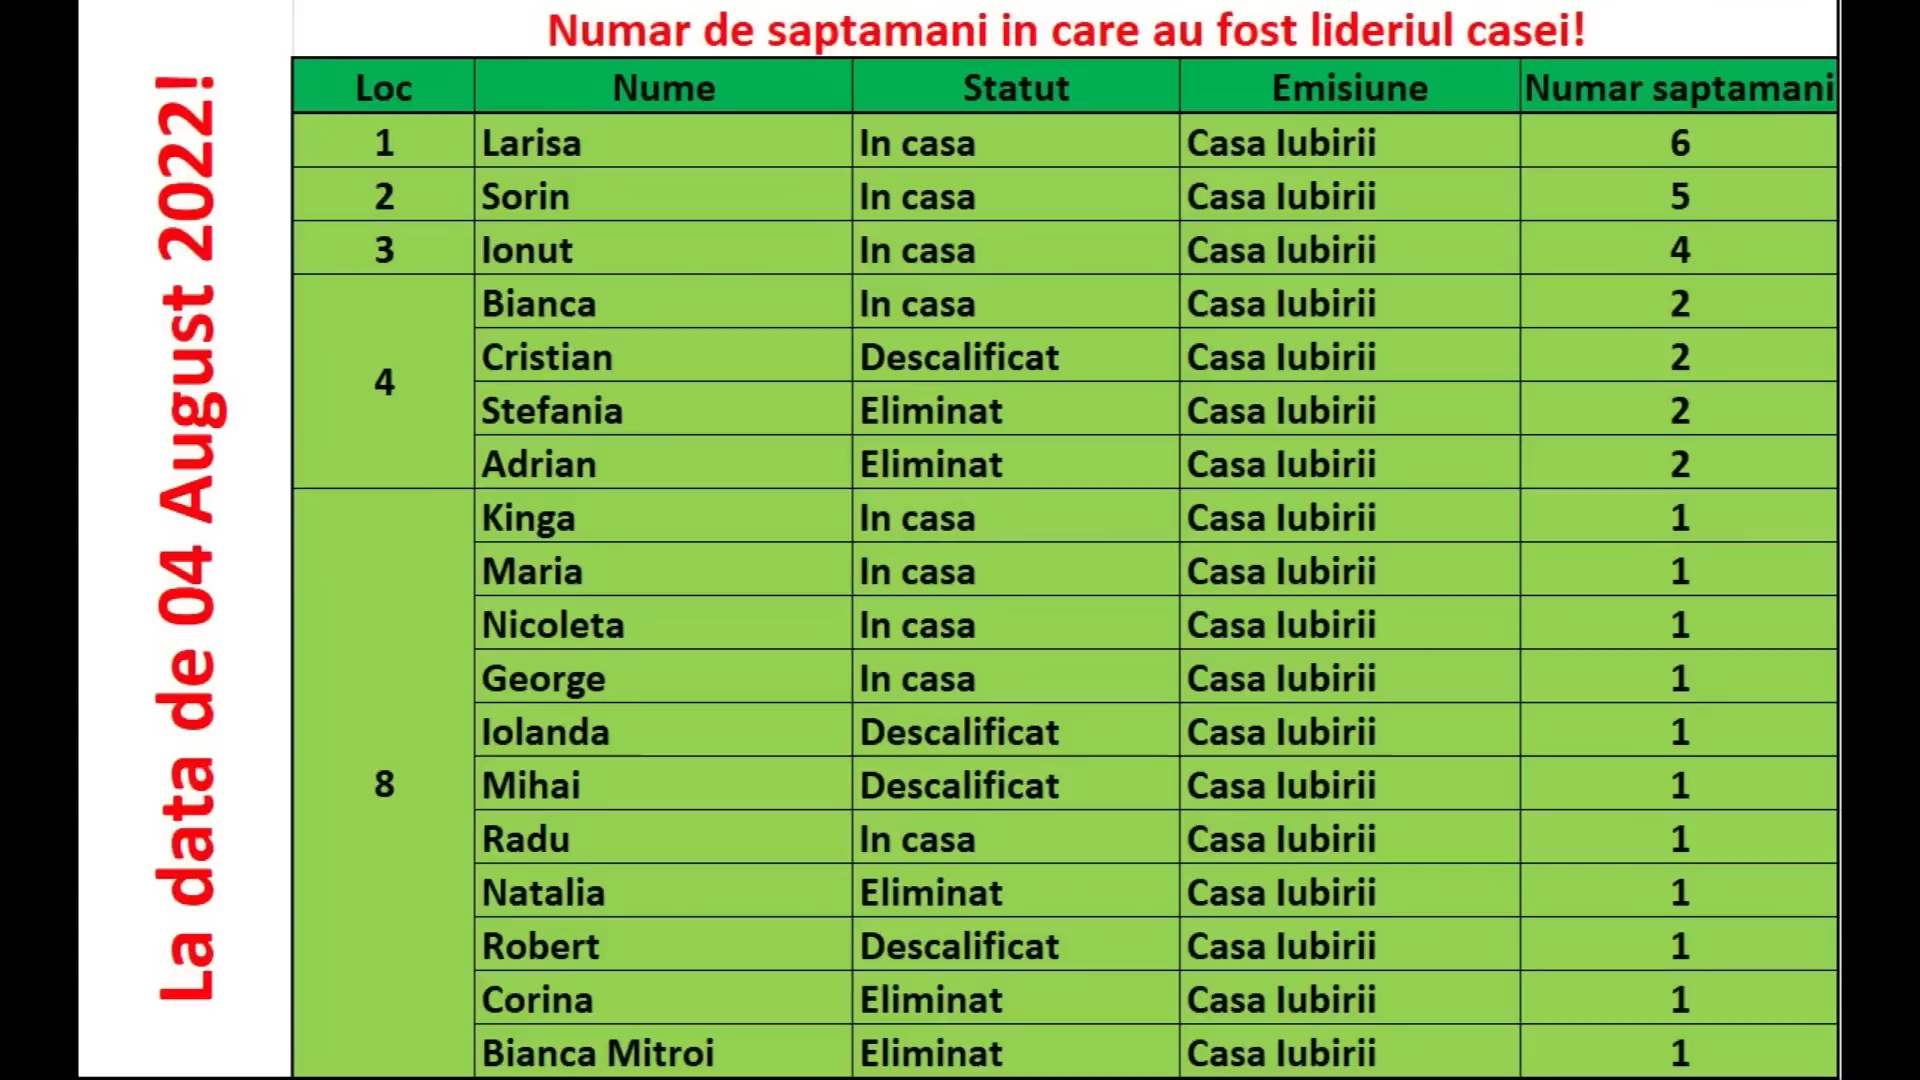 Numar de saptamani in care au fost lideriul casei!
La data de 04 August 2022!
Loc Nume Statut Emisiune Numar saptamani
1 Larisa In casa Casa Iubirii 6
2 Sorin In casa Casa Iubirii 5
3 Ionut In casa Casa Iubirii 4
4 Bianca In casa Casa Iubirii 2
Cristian Descalificat Casa Iubirii 2
Stefania Eliminat Casa Iubirii 2
Adrian Eliminat Casa Iubirii 2
8 Kinga In casa Casa Iubirii 1
Maria In casa Casa Iubirii 1
Nicoleta In casa Casa Iubirii 1
George In casa Casa Iubirii 1
Iolanda Descalificat Casa Iubirii 1
Mihai Descalificat Casa Iubirii 1
Radu In casa Casa Iubirii 1
Natalia Eliminat Casa Iubirii 1
Robert Descalificat Casa Iubirii 1
Corina Eliminat Casa Iubirii 1
Bianca Mitroi Eliminat Casa Iubirii 1